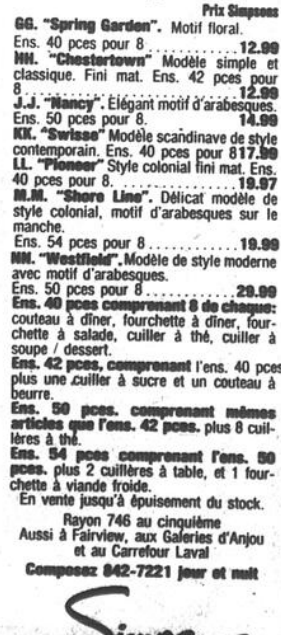 Prix Simpsons
GG. "Spring Garden". Motif floral.
Ens. 40 pces pour 8 ............ 12.99
HH. "Chestertown" Modèle simple et
classique. Fini mat. Ens. 42 pces pour
8 ............ 12.99
J.J. "Nancy". Élégant motif d'arabesques.
Ens. 50 pces pour 8. 14.99
KK. "Swisse" Modèle scandinave de style
contemporain. Ens. 40 pces pour 8 17.99
LL. "Pioneer" Style colonial fini mat. Ens.
40 pces pour 8. ............ 19.97
M.M. "Shore Line". Délicat modèle de
style colonial, motif d'arabesques sur le
manche.
Ens. 54 pces pour 8 ............ 19.99
NN. "Westfield". Modèle de style moderne
avec motif d'arabesques.
Ens. 50 pces pour 8 ............ 29.99
Ens. 40 pces comprenant 8 de chaque:
couteau à dîner, fourchette à dîner, four-
chette à salade, cuiller à thé, cuiller à
soupe / dessert.
Ens. 42 pces, comprenant l'ens. 40 pces
plus une cuiller à sucre et un couteau à
beurre.
Ens. 50 pces. comprenant mêmes
articles que l'ens. 42 pces. plus 8 cuil-
lères à thé.
Ens. 54 pces comprenant l'ens. 50
pces. plus 2 cuillères à table, et 1 four-
chette à viande froide.
En vente jusqu'à épuisement du stock.
Rayon 746 au cinquième
Aussi à Fairview, aux Galeries d'Anjou
et au Carrefour Laval
Composez 842-7221 jour et nuit